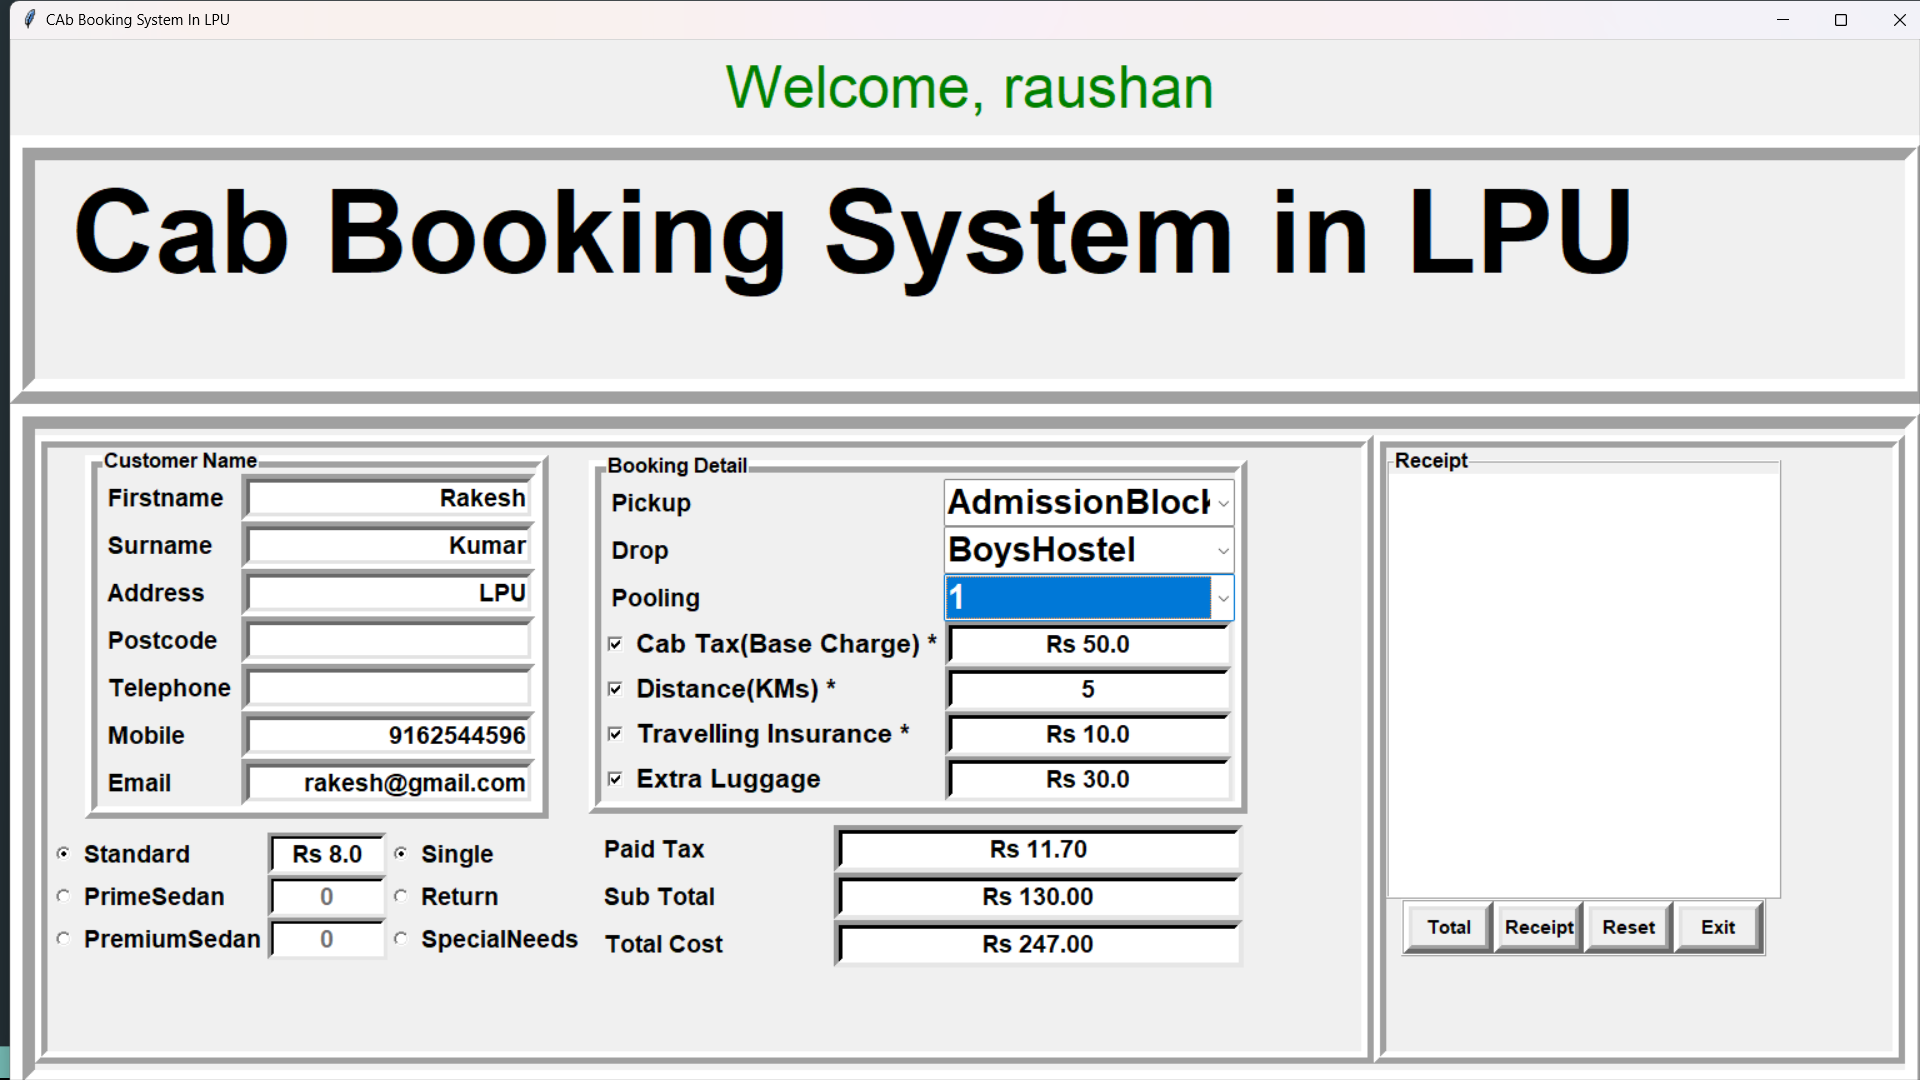 CAb Booking System In LPU
Welcome, raushan
Cab Booking System in LPU
Customer Name
Firstname Rakesh
Surname Kumar
Address LPU
Postcode
Telephone
Mobile 9162544596
Email rakesh@gmail.com
Standard Rs 8.0 Single
PrimeSedan 0 Return
PremiumSedan 0 SpecialNeeds
Booking Detail
Pickup AdmissionBlock
Drop BoysHostel
Pooling 1
Cab Tax(Base Charge) * Rs 50.0
Distance(KMs) * 5
Travelling Insurance * Rs 10.0
Extra Luggage Rs 30.0
Paid Tax Rs 11.70
Sub Total Rs 130.00
Total Cost Rs 247.00
Receipt
Total Receipt Reset Exit